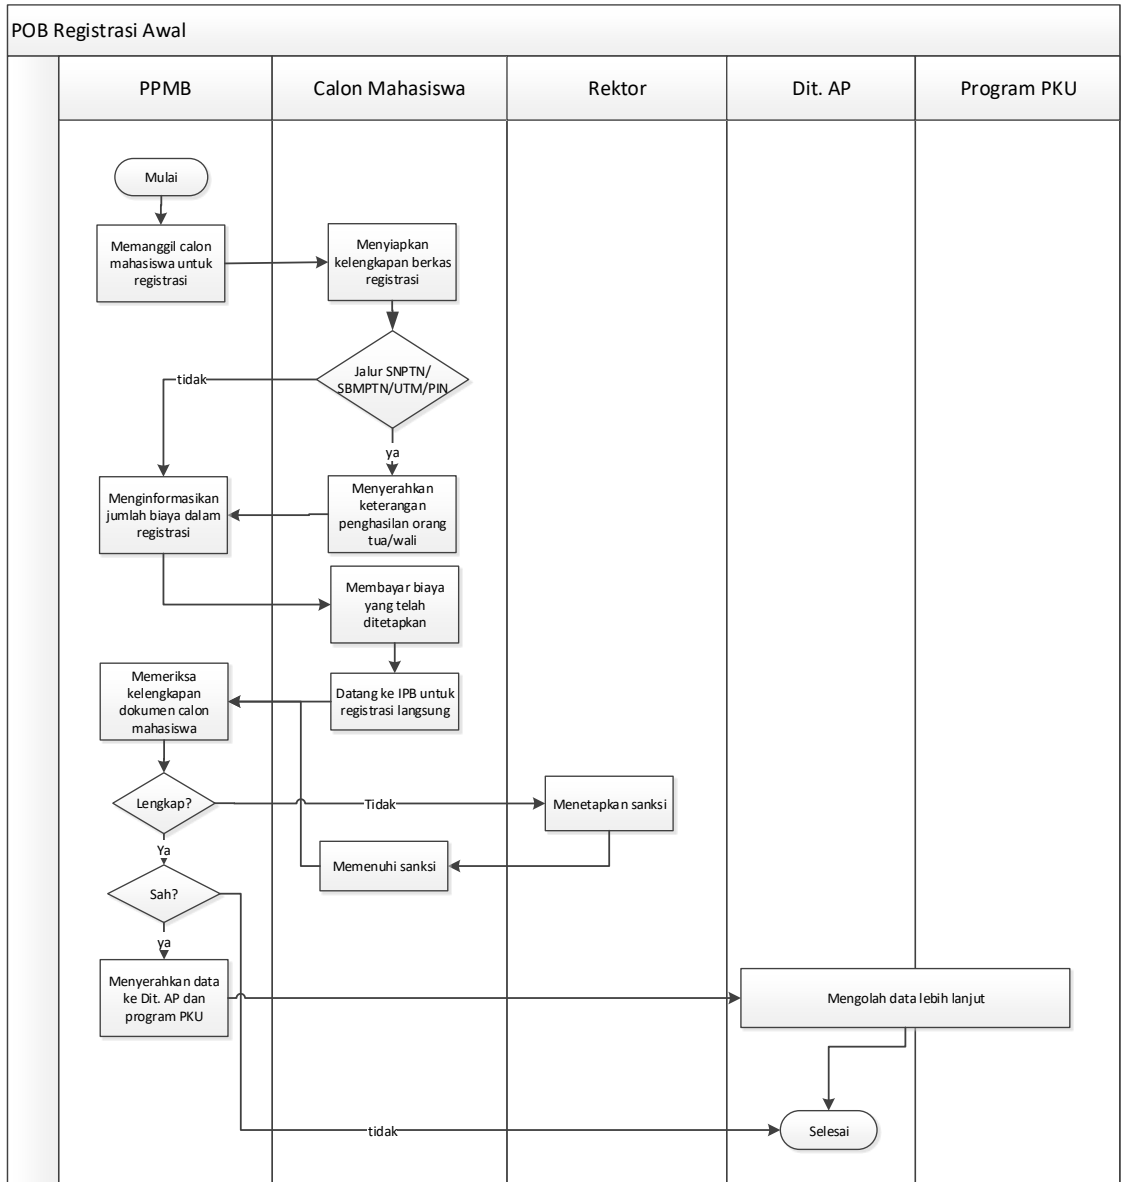 POB Registrasi Awal
PPMB
Calon Mahasiswa
Rektor
Dit. AP
Program PKU
Mulai
Memanggil calon
mahasiswa untuk
registrasi
Menyiapkan
kelengkapan berkas
registrasi
Jalur SNPTN/
SBMPTN/UTM/PIN
tidak
ya
Menginformasikan
jumlah biaya dalam
registrasi
Menyerahkan
keterangan
penghasilan orang
tua/wali
Membayar biaya
yang telah
ditetapkan
Memeriksa
kelengkapan
dokumen calon
mahasiswa
Datang ke IPB untuk
registrasi langsung
Lengkap?
Tidak
Menetapkan sanksi
Ya
Memenuhi sanksi
Sah?
ya
Menyerahkan data
ke Dit. AP dan
program PKU
Mengolah data lebih lanjut
tidak
Selesai